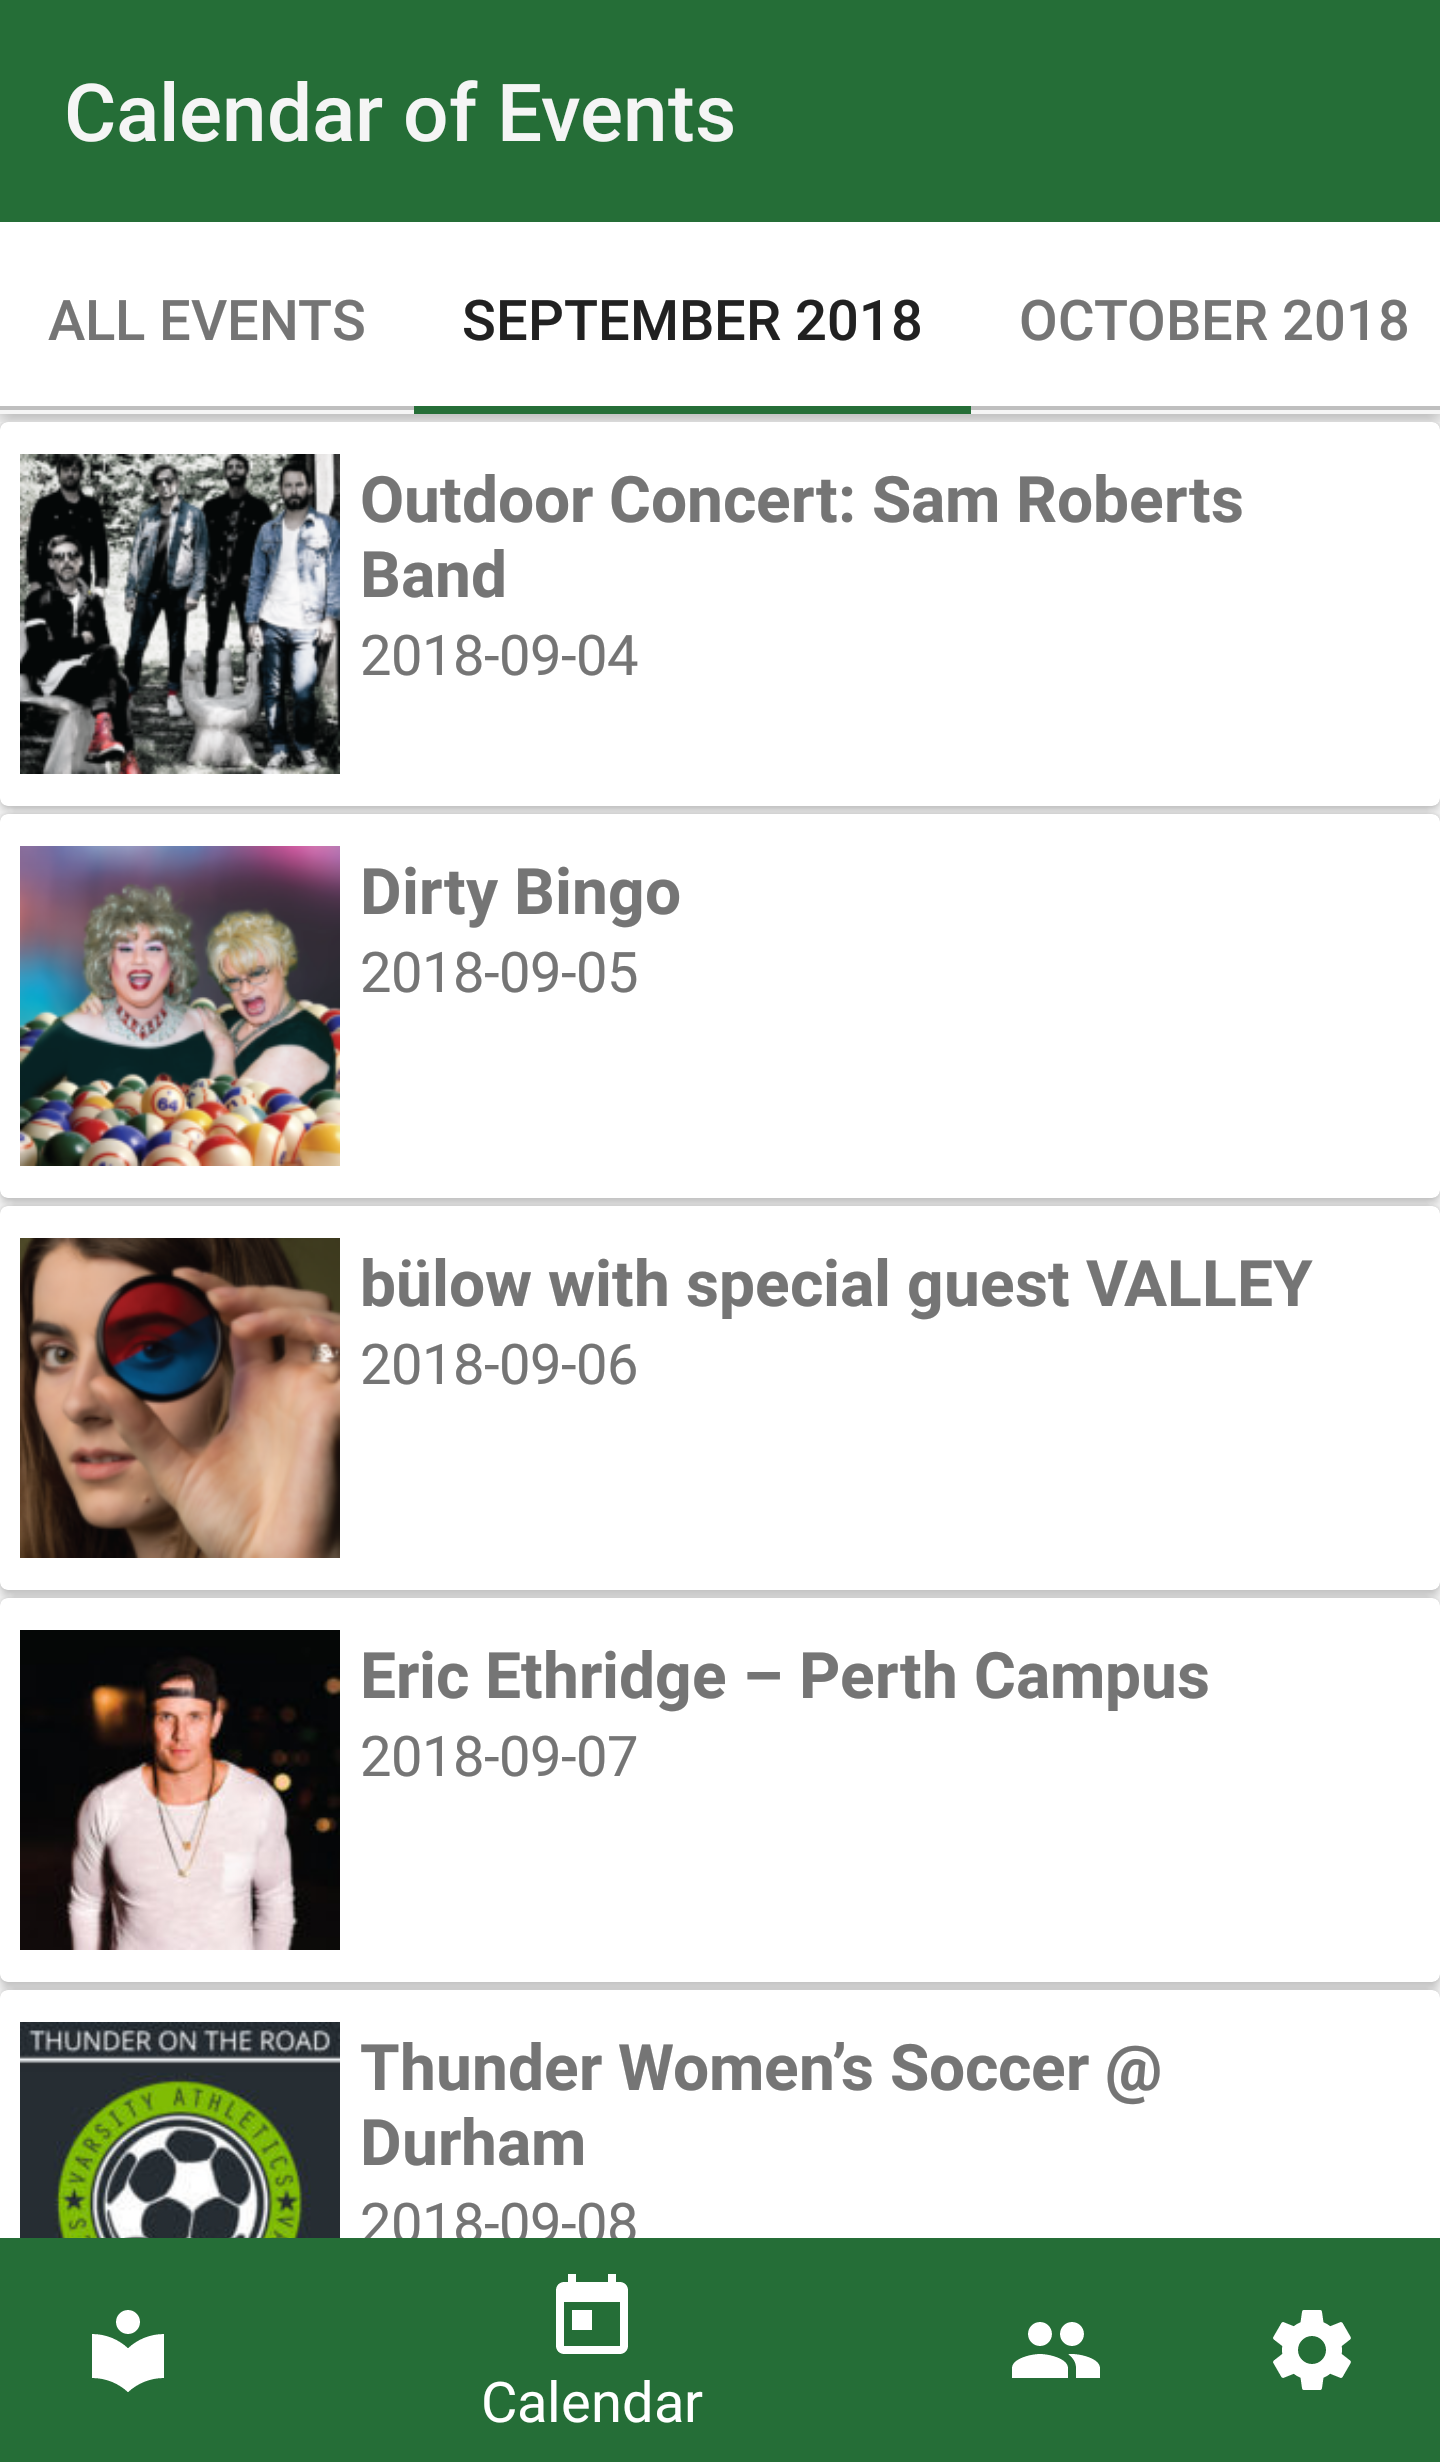 Calendar of Events
ALL EVENTS SEPTEMBER 2018 OCTOBER 2018
Outdoor Concert: Sam Roberts
Band
2018-09-04
Dirty Bingo
2018-09-05
64
bülow with special guest VALLEY
2018-09-06
Eric Ethridge – Perth Campus
2018-09-07
THUNDER ON THE ROAD
VARSITY ATHLETICS
Thunder Women’s Soccer @
Durham
2018-09-08
Calendar